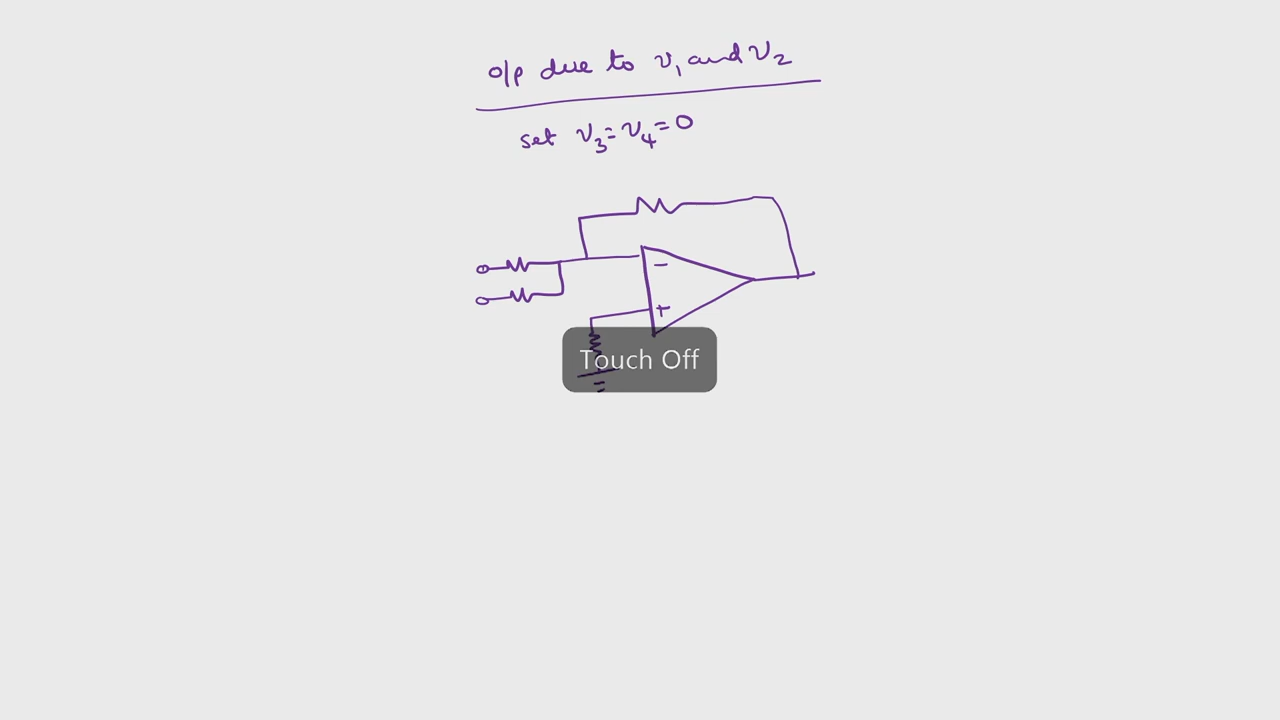 o/p due to v₁ and v₂
set v₃ = v₄ = 0
−
+
Touch Off